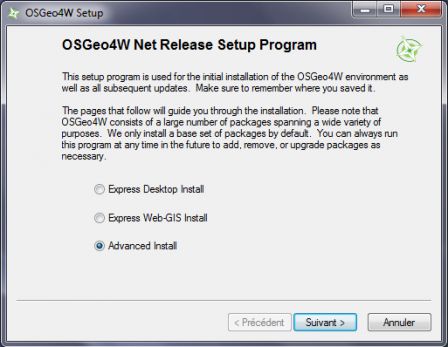 OSGeo4W Setup
OSGeo4W Net Release Setup Program
This setup program is used for the initial installation of the OSGeo4W environment as
well as all subsequent updates. Make sure to remember where you saved it.
The pages that follow will guide you through the installation. Please note that
OSGeo4W consists of a large number of packages spanning a wide variety of
purposes. We only install a base set of packages by default. You can always run
this program at any time in the future to add, remove, or upgrade packages as
necessary.
Express Desktop Install
Express Web-GIS Install
Advanced Install
< Précédent
Suivant >
Annuler